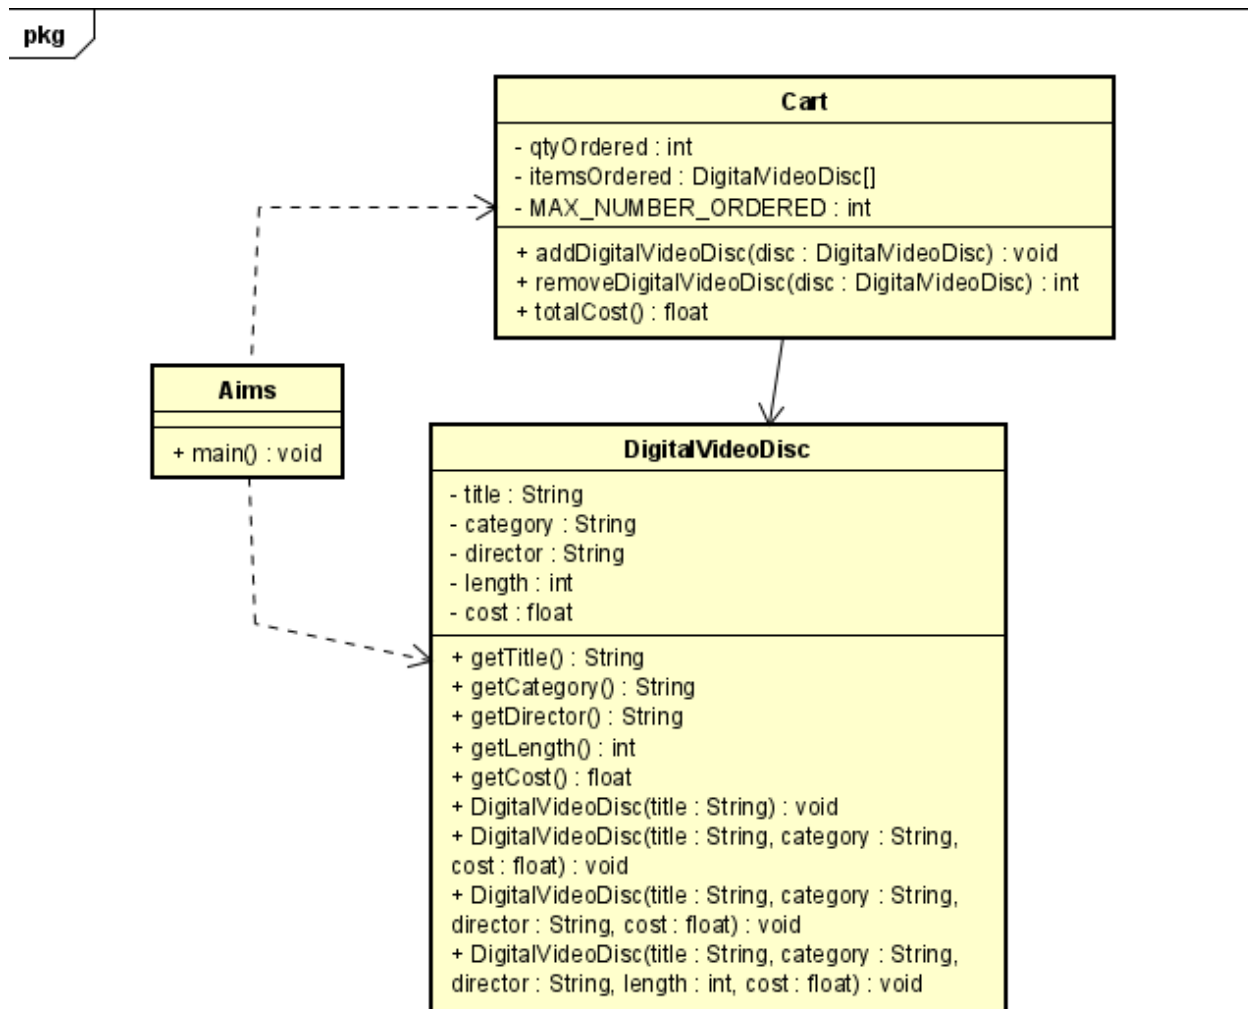 pkg
Cart
- qtyOrdered : int
- itemsOrdered : DigitalVideoDisc[]
- MAX_NUMBER_ORDERED : int
+ addDigitalVideoDisc(disc : DigitalVideoDisc) : void
+ removeDigitalVideoDisc(disc : DigitalVideoDisc) : int
+ totalCost() : float
Aims
+ main() : void
DigitalVideoDisc
- title : String
- category : String
- director : String
- length : int
- cost : float
+ getTitle() : String
+ getCategory() : String
+ getDirector() : String
+ getLength() : int
+ getCost() : float
+ DigitalVideoDisc(title : String) : void
+ DigitalVideoDisc(title : String, category : String,
cost : float) : void
+ DigitalVideoDisc(title : String, category : String,
director : String, cost : float) : void
+ DigitalVideoDisc(title : String, category : String,
director : String, length : int, cost : float) : void